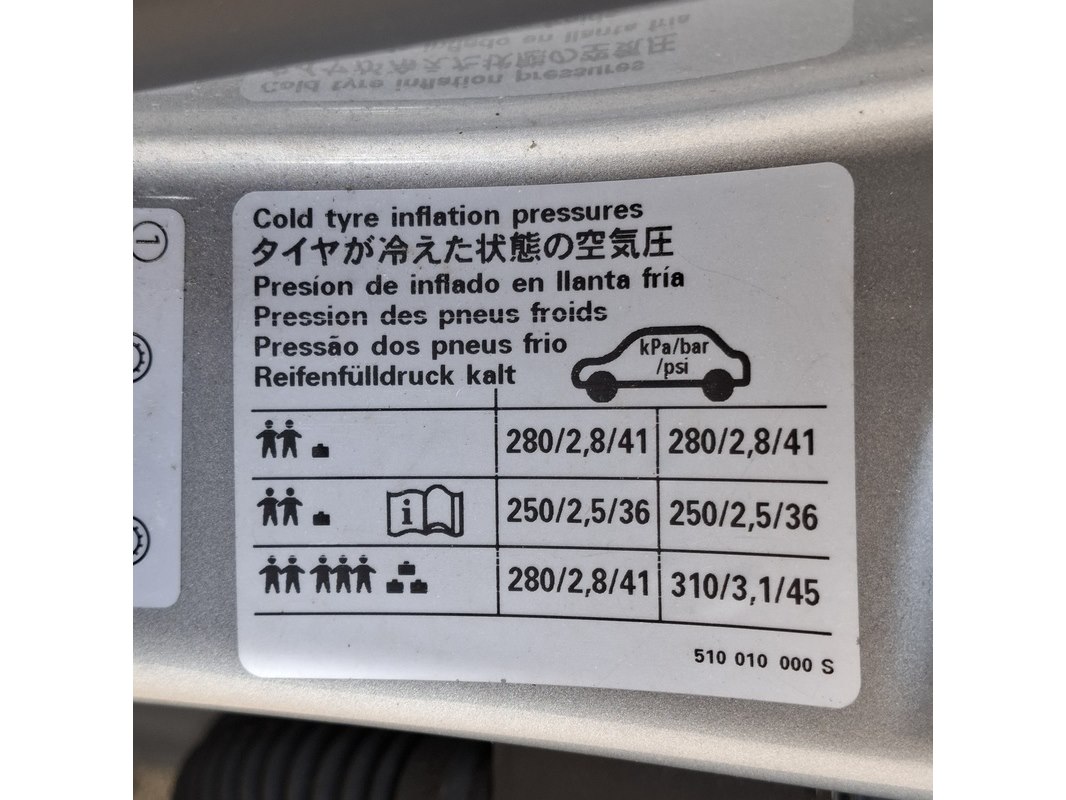 Cold tyre inflation pressures
タイヤが冷えた状態の空気圧
Presíon de inflado en llanta fría
Pression des pneus froids
Pressão dos pneus frio
Reifenfülldruck kalt
kPa/bar
/psi
280/2,8/41 280/2,8/41
i
250/2,5/36 250/2,5/36
280/2,8/41 310/3,1/45
510 010 000 S
1